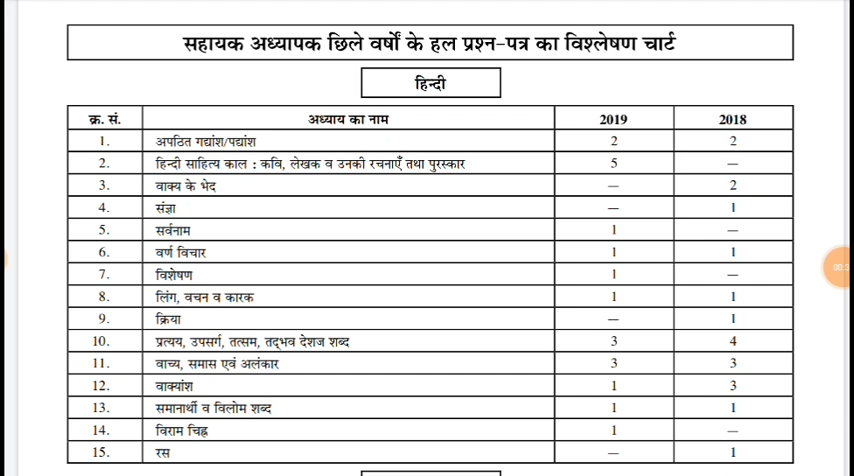 सहायक अध्यापक छिले वर्षों के हल प्रश्न-पत्र का विश्लेषण चार्ट
हिन्दी
क्र. सं. अध्याय का नाम 2019 2018
1. अपठित गद्यांश/पद्यांश 2 2
2. हिन्दी साहित्य काल : कवि, लेखक व उनकी रचनाएँ तथा पुरस्कार 5 —
3. वाक्य के भेद — 2
4. संज्ञा — 1
5. सर्वनाम 1 —
6. वर्ण विचार 1 1
7. विशेषण 1 —
8. लिंग, वचन व कारक 1 1
9. क्रिया — 1
10. प्रत्यय, उपसर्ग, तत्सम, तद्भव देशज शब्द 3 4
11. वाच्य, समास एवं अलंकार 3 3
12. वाक्यांश 1 3
13. समानार्थी व विलोम शब्द 1 1
14. विराम चिह्न 1 —
15. रस — 1